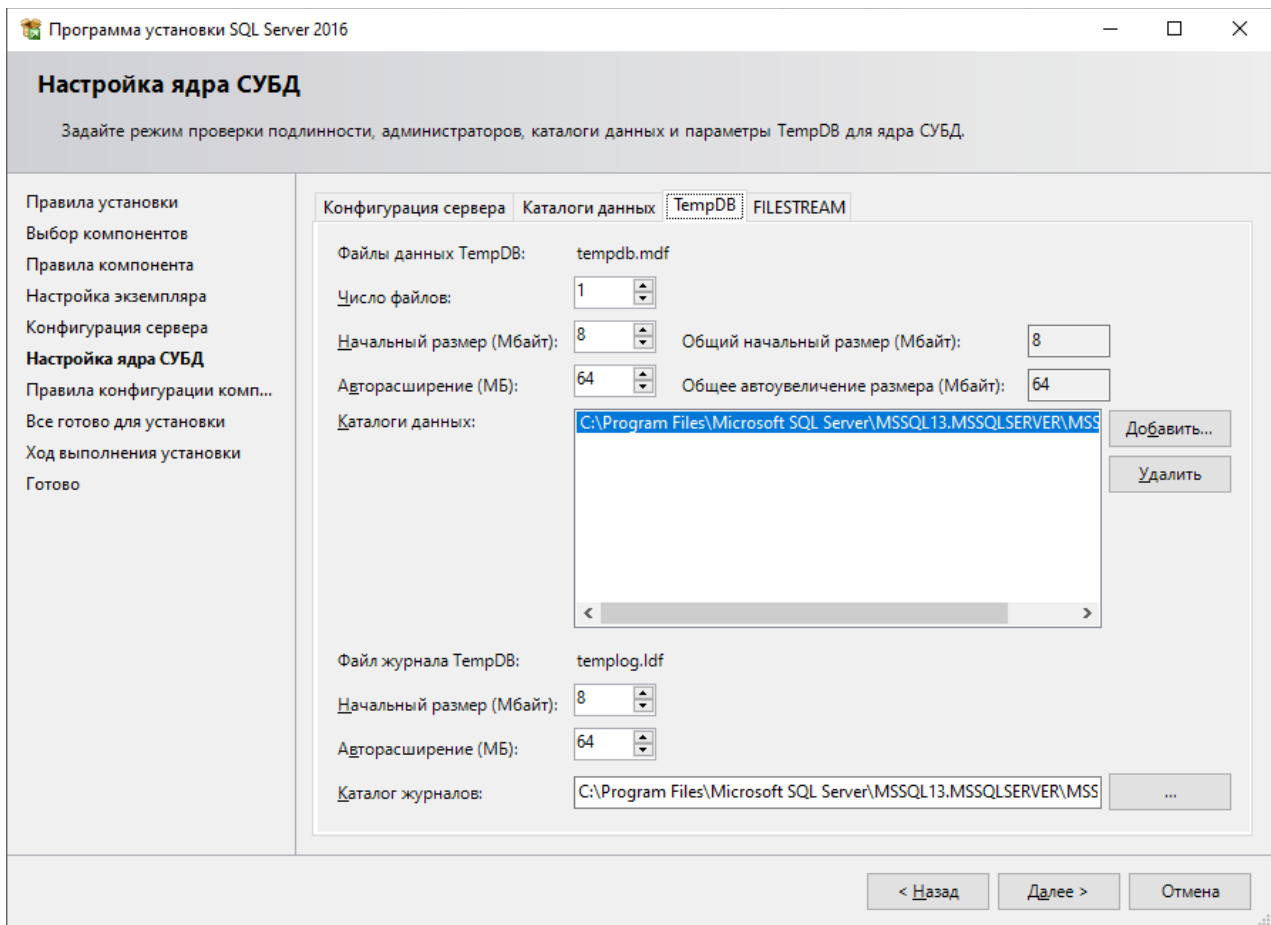 Программа установки SQL Server 2016
Настройка ядра СУБД
Задайте режим проверки подлинности, администраторов, каталоги данных и параметры TempDB для ядра СУБД.
Правила установки
Выбор компонентов
Правила компонента
Настройка экземпляра
Конфигурация сервера
Настройка ядра СУБД
Правила конфигурации комп...
Все готово для установки
Ход выполнения установки
Готово
Конфигурация сервера Каталоги данных TempDB FILESTREAM
Файлы данных TempDB: tempdb.mdf
Число файлов: 1
Начальный размер (Мбайт): 8 Общий начальный размер (Мбайт): 8
Авторасширение (МБ): 64 Общее автоувеличение размера (Мбайт): 64
Каталоги данных: C:\Program Files\Microsoft SQL Server\MSSQL13.MSSQLSERVER\MSS Добавить...
Удалить
Файл журнала TempDB: templog.ldf
Начальный размер (Мбайт): 8
Авторасширение (МБ): 64
Каталог журналов: C:\Program Files\Microsoft SQL Server\MSSQL13.MSSQLSERVER\MSS ...
< Назад Далее > Отмена